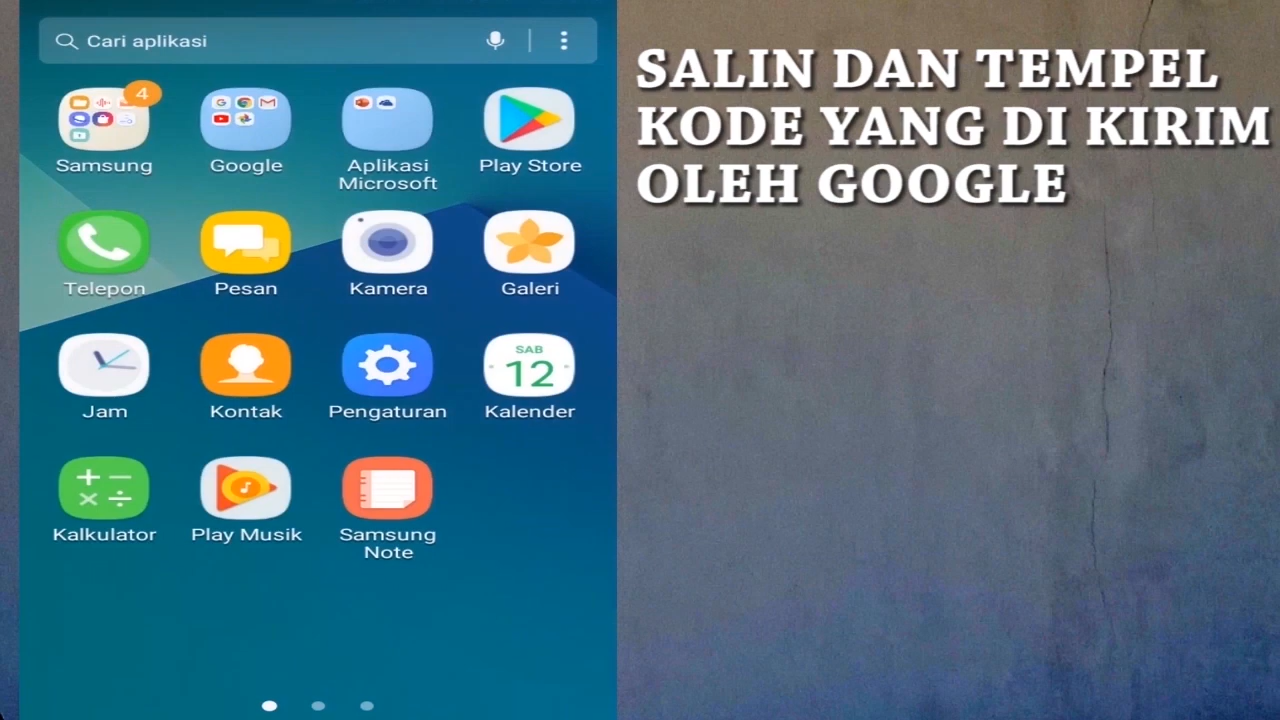 Cari aplikasi
4
Samsung
Google
Aplikasi
Microsoft
Play Store
Telepon
Pesan
Kamera
Galeri
SAB
12
Jam
Kontak
Pengaturan
Kalender
Kalkulator
Play Musik
Samsung
Note
SALIN DAN TEMPEL
KODE YANG DI KIRIM
OLEH GOOGLE